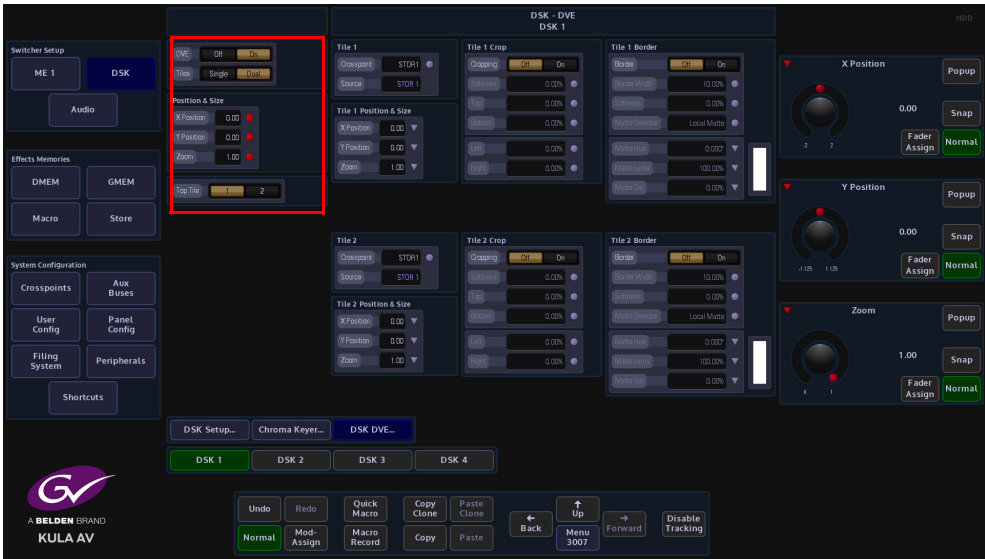 DSK - DVE
DSK 1
HDD
Switcher Setup
ME 1
DSK
Audio
Effects Memories
DMEM
GMEM
Macro
Store
System Configuration
Crosspoints
Aux
Buses
User
Config
Panel
Config
Filing
System
Peripherals
Shortcuts
GV
A BELDEN BRAND
KULA AV
DVE Off On
Tiles Single Dual
Position & Size
X Position 0.00
Y Position 0.00
Zoom 1.00
Top Tile 1 2
Tile 1
Crosspoint STOR1
Source STOR 1
Tile 1 Position & Size
X Position 0.00
Y Position 0.00
Zoom 1.00
Tile 1 Crop
Cropping Off On
Softness 0.00%
Top 0.00%
Bottom 0.00%
Left 0.00%
Right 0.00%
Tile 1 Border
Border Off On
Border Width 10.00%
Softness 0.00%
Matte Selector Local Matte
Matte Hue 0.000°
Matte Luma 100.00%
Matte Sat 0.00%
Tile 2
Crosspoint STOR1
Source STOR 1
Tile 2 Position & Size
X Position 0.00
Y Position 0.00
Zoom 1.00
Tile 2 Crop
Cropping Off On
Softness 0.00%
Top 0.00%
Bottom 0.00%
Left 0.00%
Right 0.00%
Tile 2 Border
Border Off On
Border Width 10.00%
Softness 0.00%
Matte Selector Local Matte
Matte Hue 0.000°
Matte Luma 100.00%
Matte Sat 0.00%
X Position
Popup
0.00
Snap
-2 2
Fader
Assign
Normal
Y Position
Popup
0.00
Snap
-1.125 1.125
Fader
Assign
Normal
Zoom
Popup
1.00
Snap
0 1
Fader
Assign
Normal
DSK Setup...
Chroma Keyer...
DSK DVE...
DSK 1
DSK 2
DSK 3
DSK 4
Undo
Redo
Quick
Macro
Copy
Clone
Paste
Clone
Normal
Mod-
Assign
Macro
Record
Copy
Paste
Back
Up
Menu
3007
Forward
Disable
Tracking